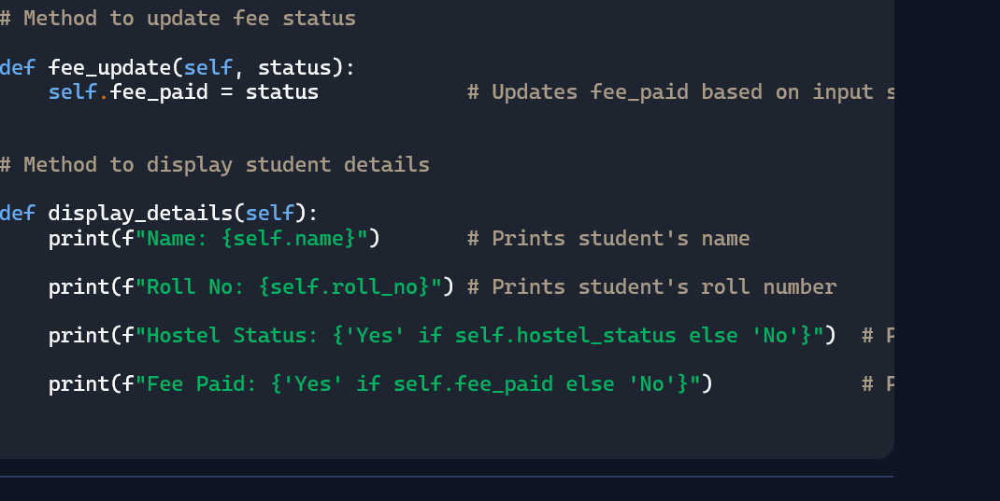 # Method to update fee status
def fee_update(self, status):
    self.fee_paid = status            # Updates fee_paid based on input
# Method to display student details
def display_details(self):
    print(f"Name: {self.name}")       # Prints student's name
    print(f"Roll No: {self.roll_no}") # Prints student's roll number
    print(f"Hostel Status: {'Yes' if self.hostel_status else 'No'}")  #
    print(f"Fee Paid: {'Yes' if self.fee_paid else 'No'}")            #